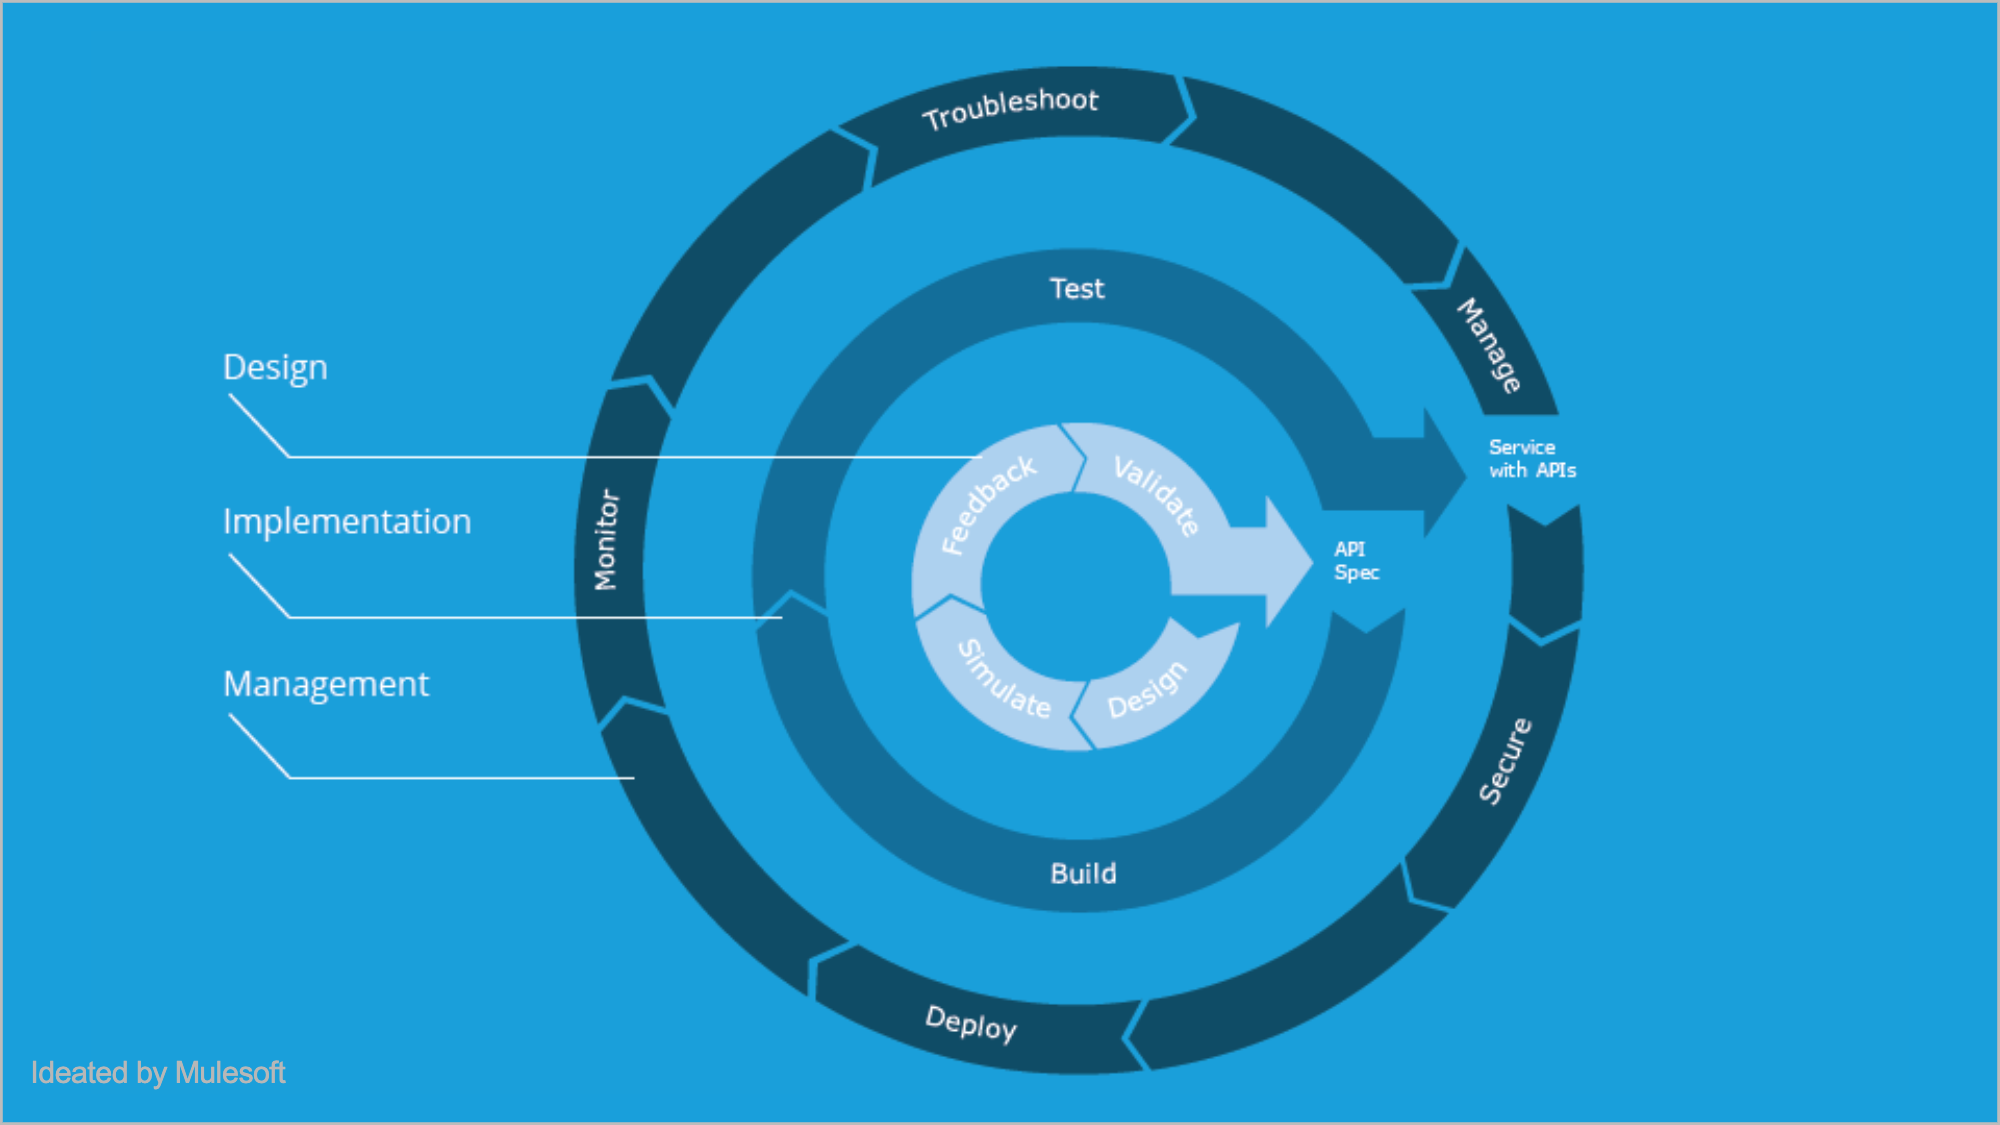 Troubleshoot
Test
Manage
Design
Service
with APIs
Validate
Feedback
Implementation
Monitor
API
Spec
Management
Simulate
Design
Secure
Build
Deploy
Ideated by Mulesoft